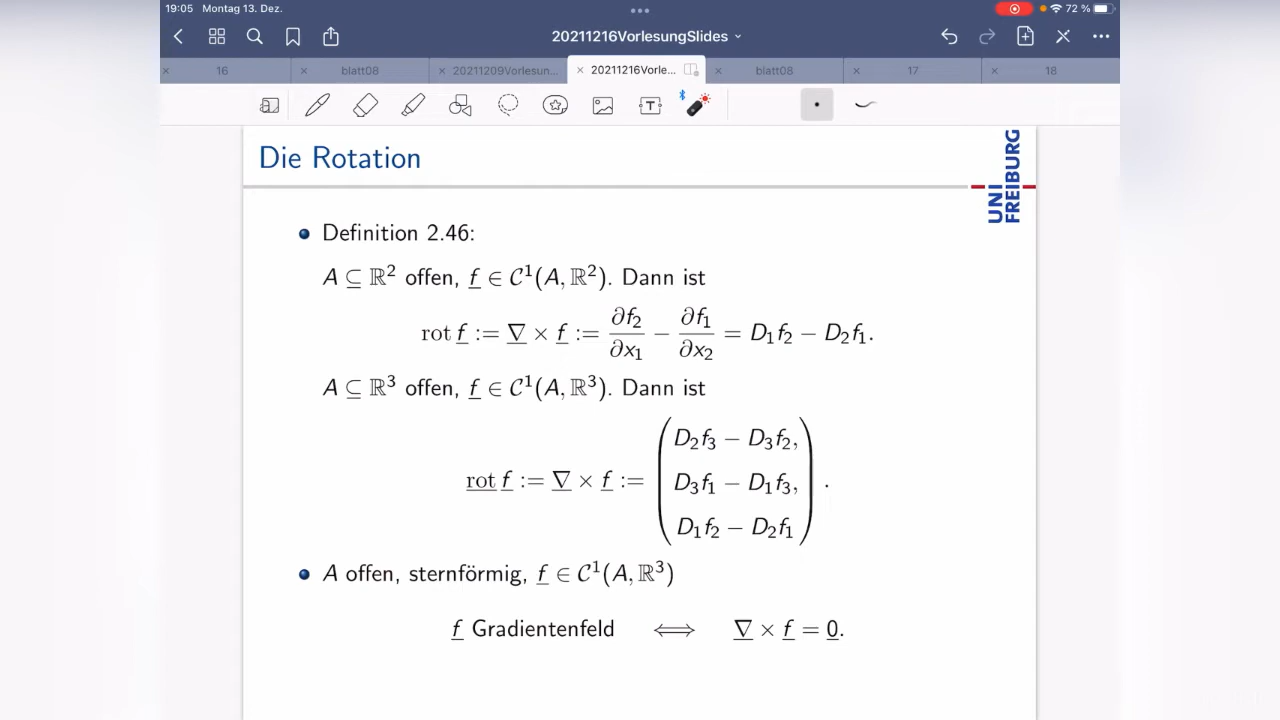 19:05 Montag 13. Dez.
72 %
20211216VorlesungSlides
16
blatt08
20211209Vorlesun...
20211216Vorle...
blatt08
17
18
T
Die Rotation
UNI
FREIBURG
Definition 2.46:
A ⊆ ℝ² offen, f ∈ C¹(A, ℝ²). Dann ist
rot f := ∇ × f := ∂f₂/∂x₁ − ∂f₁/∂x₂ = D₁f₂ − D₂f₁.
A ⊆ ℝ³ offen, f ∈ C¹(A, ℝ³). Dann ist
D₂f₃ − D₃f₂,
rot f := ∇ × f := D₃f₁ − D₁f₃, .
D₁f₂ − D₂f₁
A offen, sternförmig, f ∈ C¹(A, ℝ³)
f Gradientenfeld ⟺ ∇ × f = 0.